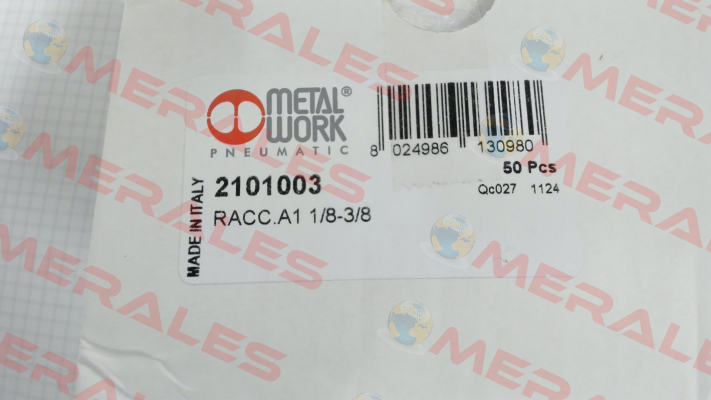 METAL®
WORK
PNEUMATIC
8 024986 130980
50 Pcs
Qc027 1124
MADE IN ITALY
2101003
RACC.A1 1/8-3/8
MERALES
MERALES
MERALES
MERALES
MERALES
MERALES